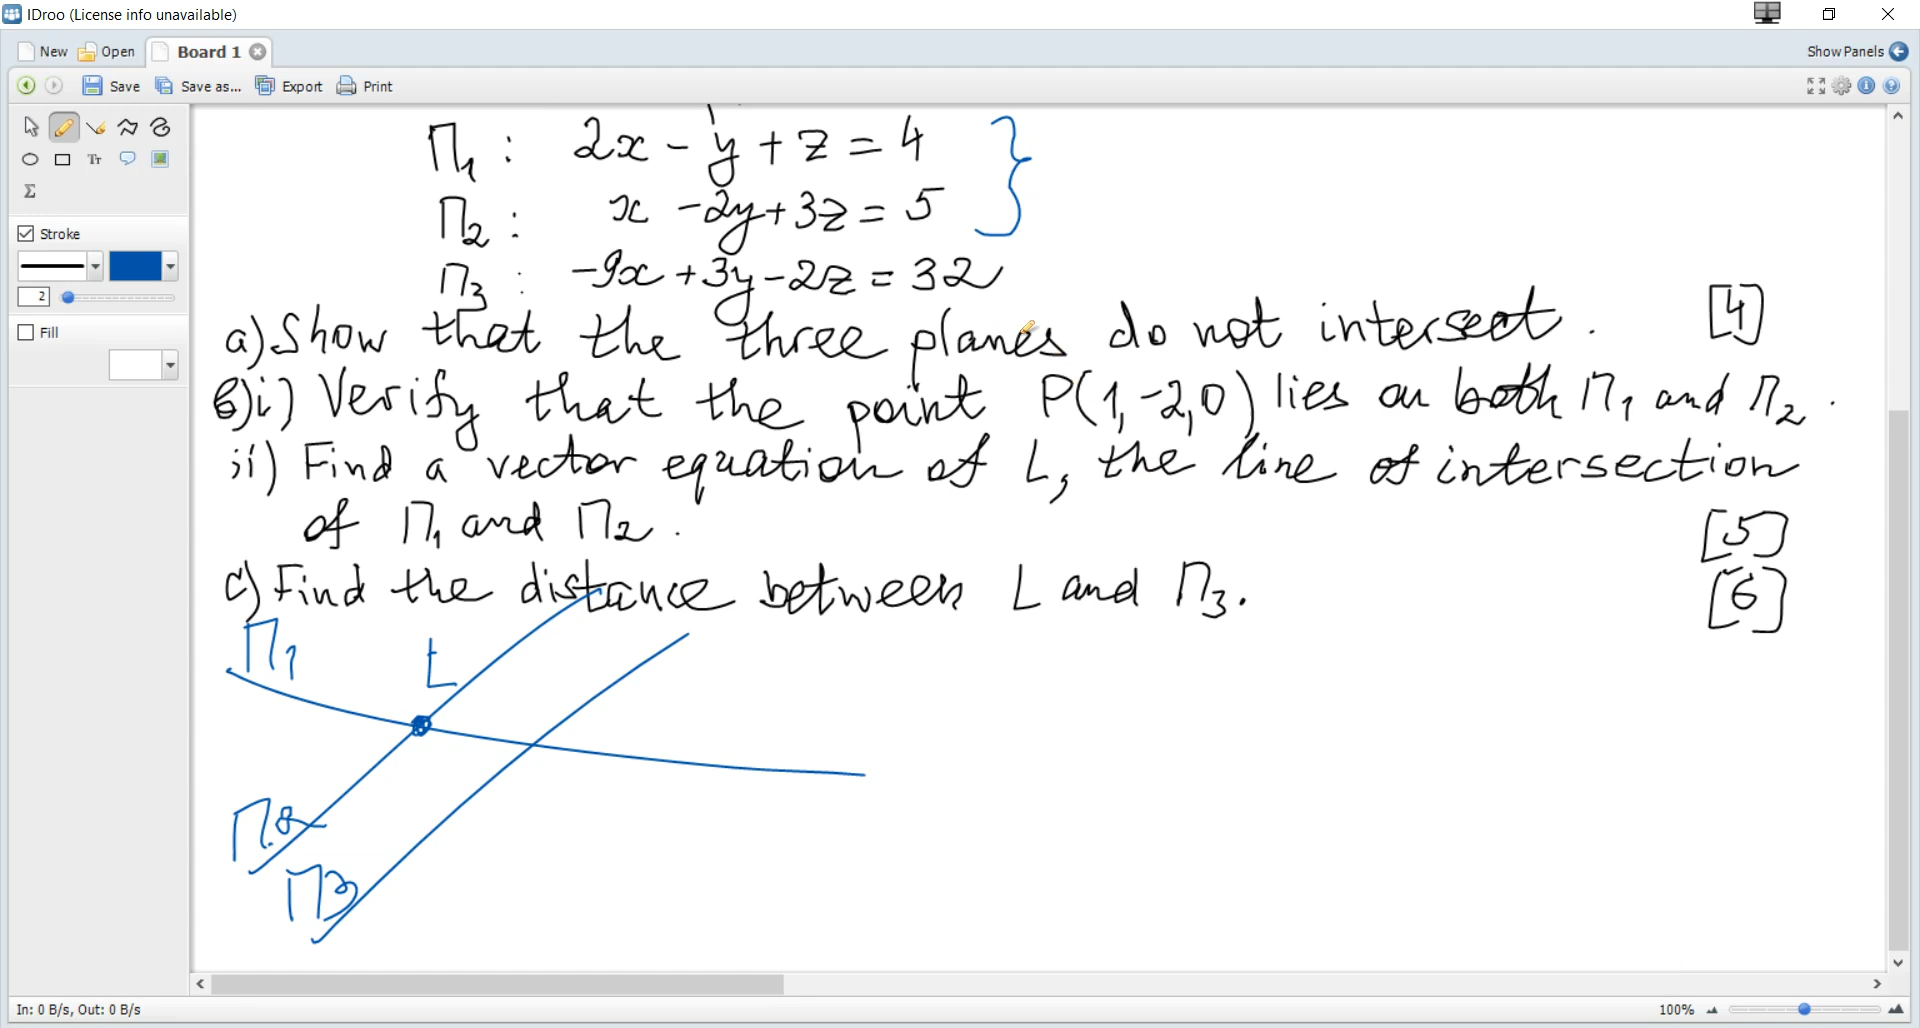 IDroo (License info unavailable)
New Open Board 1 Show Panels
Save Save as... Export Print
Π₁ : 2x - y + z = 4
Π₂ : x - 2y + 3z = 5
Π₃ : -9x + 3y - 2z = 32
a) Show that the three planes do not intersect. [4]
b) i) Verify that the point P(1, -2, 0) lies on both Π₁ and Π₂.
ii) Find a vector equation of L, the line of intersection
of Π₁ and Π₂. [5]
c) Find the distance between L and Π₃. [6]
Π₁
L
Π₂
Π₃
Tt
Σ
Stroke
2
Fill
In: 0 B/s, Out: 0 B/s 100%